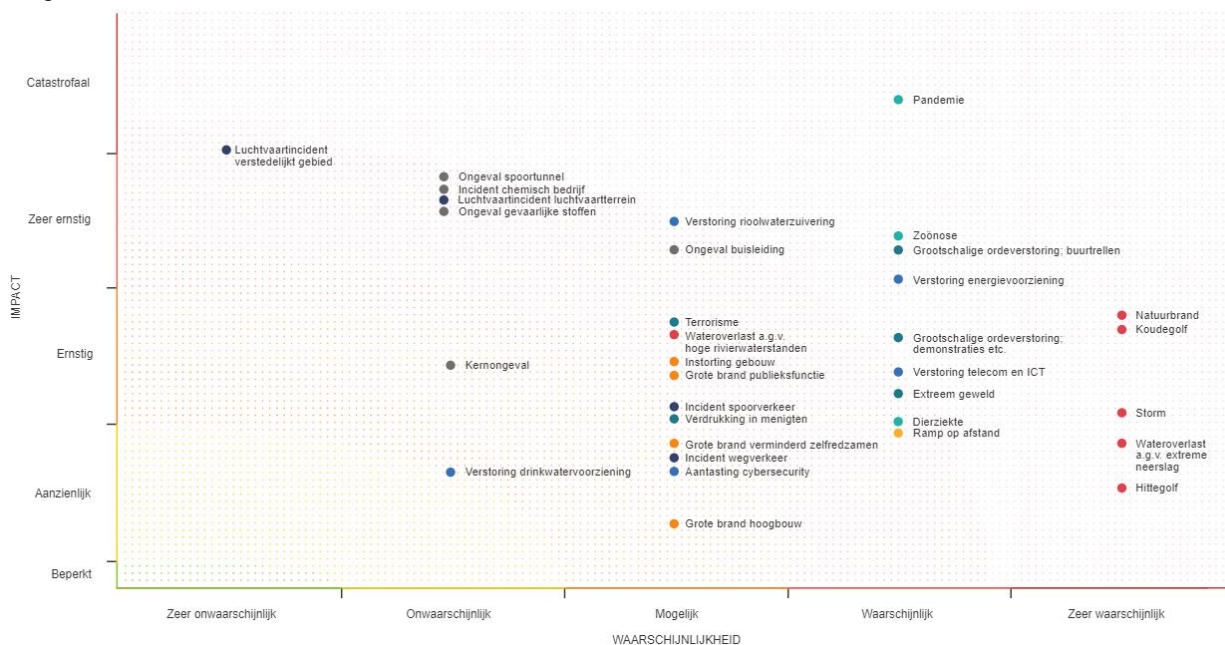 Catastrofaal
Pandemie
Luchtvaartincident
verstedelijkt gebied
Ongeval spoortunnel
Incident chemisch bedrijf
Luchtvaartincident luchtvaartterrein
Ongeval gevaarlijke stoffen
Zeer ernstig
Verstoring rioolwaterzuivering
Zoönose
Ongeval buisleiding
Grootschalige ordeverstoring; buurtrellen
Verstoring energievoorziening
IMPACT
Natuurbrand
Terrorisme
Koudegolf
Wateroverlast a.g.v.
hoge rivierwaterstanden
Grootschalige ordeverstoring;
demonstraties etc.
Ernstig
Instorting gebouw
Kernongeval
Grote brand publieksfunctie
Verstoring telecom en ICT
Extreem geweld
Incident spoorverkeer
Storm
Verdrukking in menigten
Dierziekte
Ramp op afstand
Grote brand verminderd zelfredzamen
Wateroverlast
a.g.v. extreme
neerslag
Incident wegverkeer
Verstoring drinkwatervoorziening
Aantasting cybersecurity
Aanzienlijk
Hittegolf
Grote brand hoogbouw
Beperkt
Zeer onwaarschijnlijk
Onwaarschijnlijk
Mogelijk
Waarschijnlijk
Zeer waarschijnlijk
WAARSCHIJNLIJKHEID